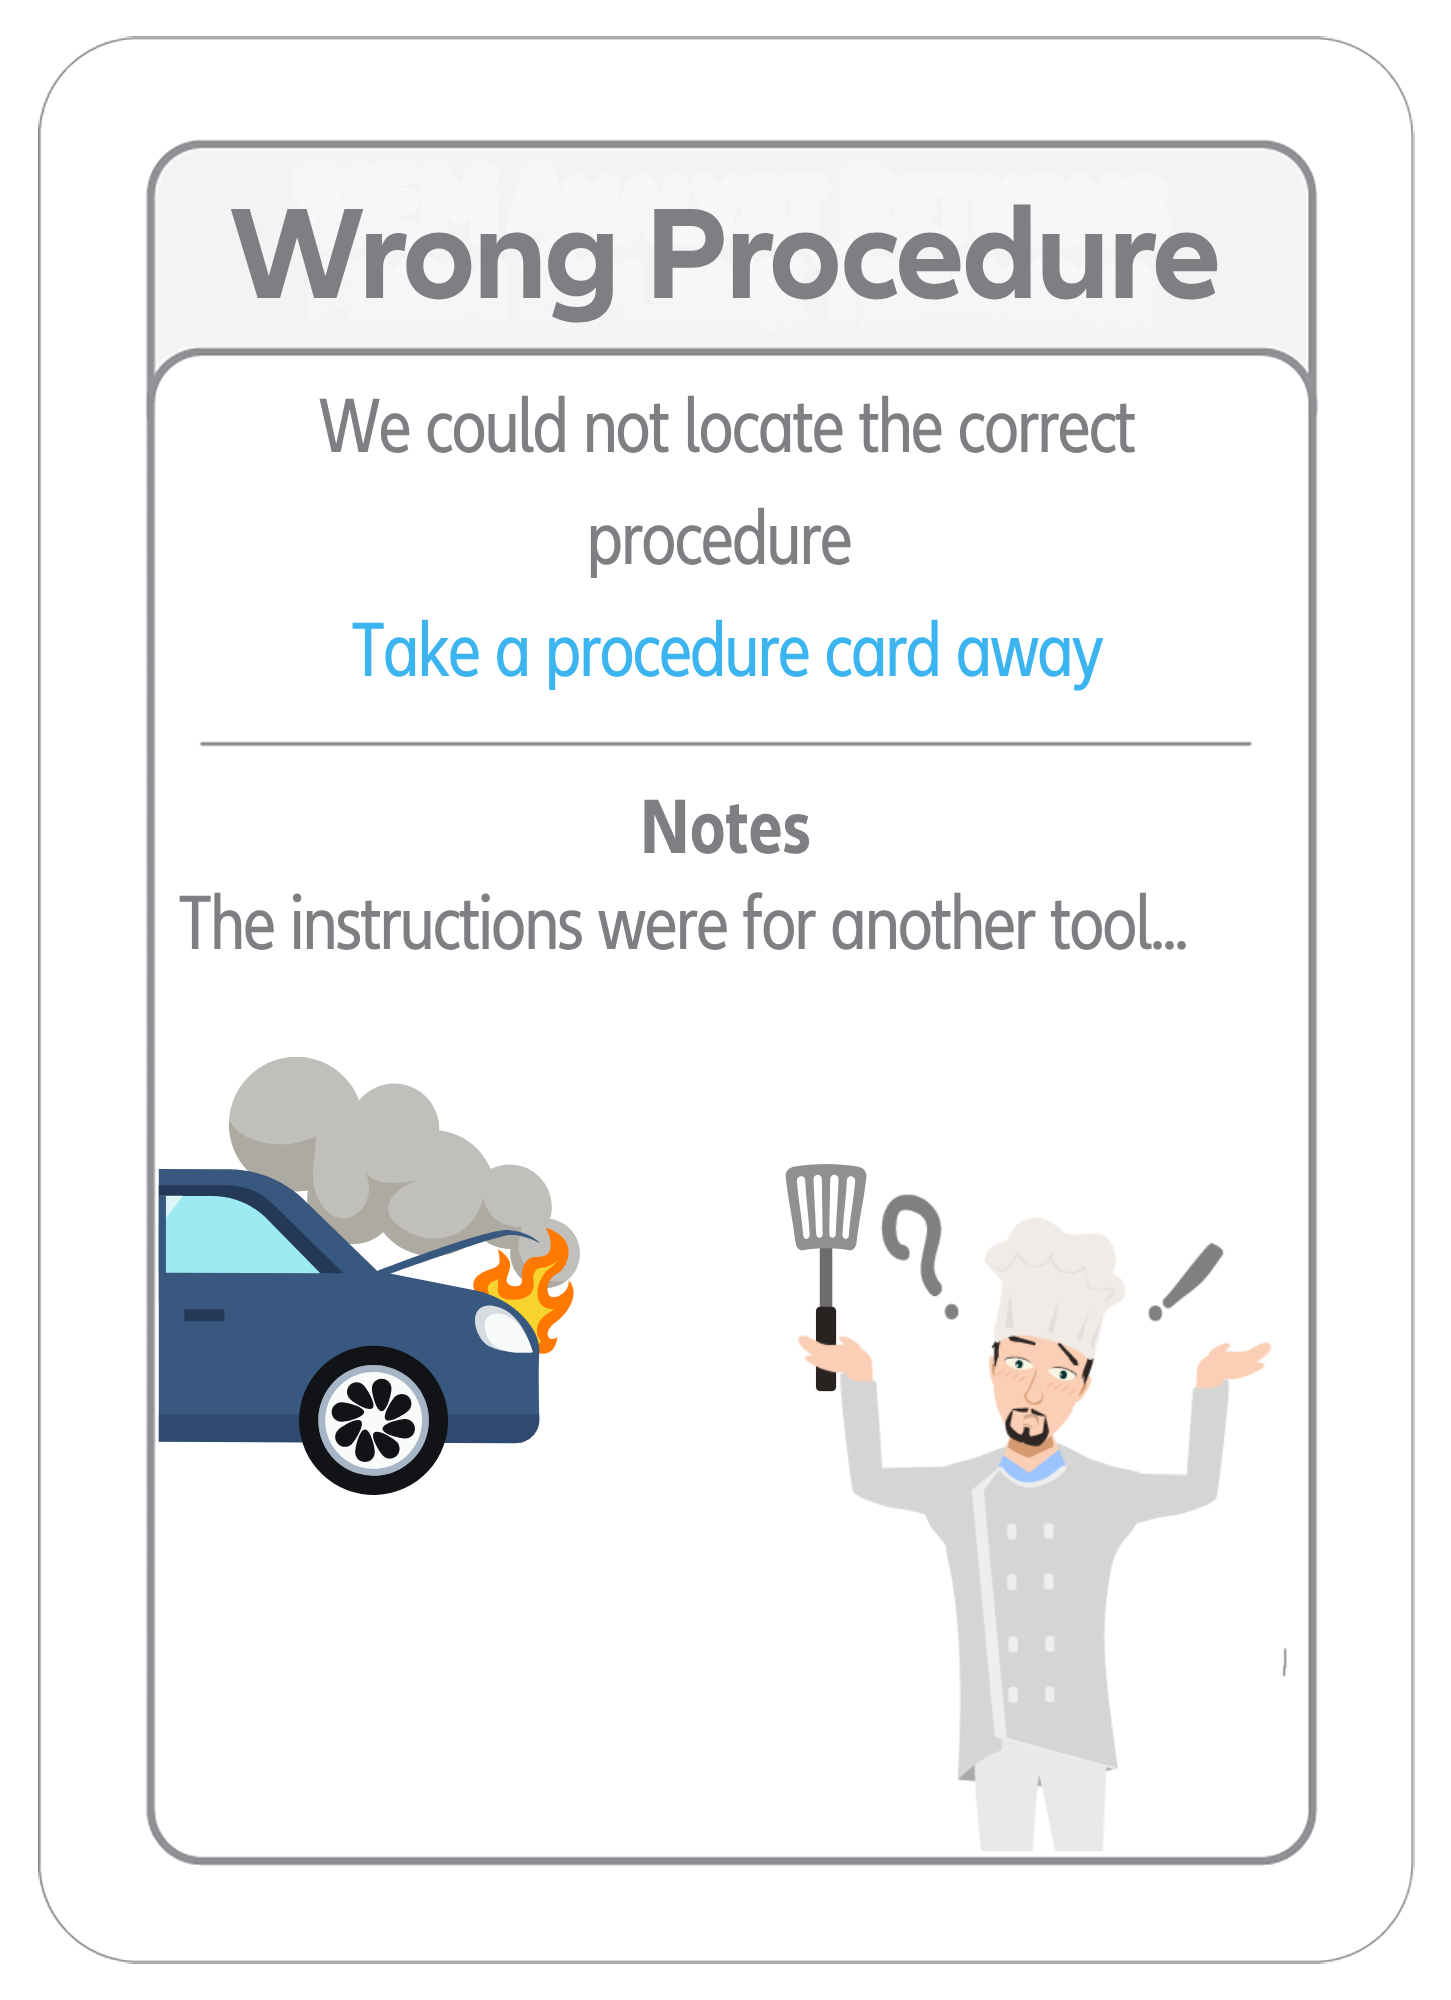 Wrong Procedure
We could not locate the correct
procedure
Take a procedure card away
Notes
The instructions were for another tool...
? !